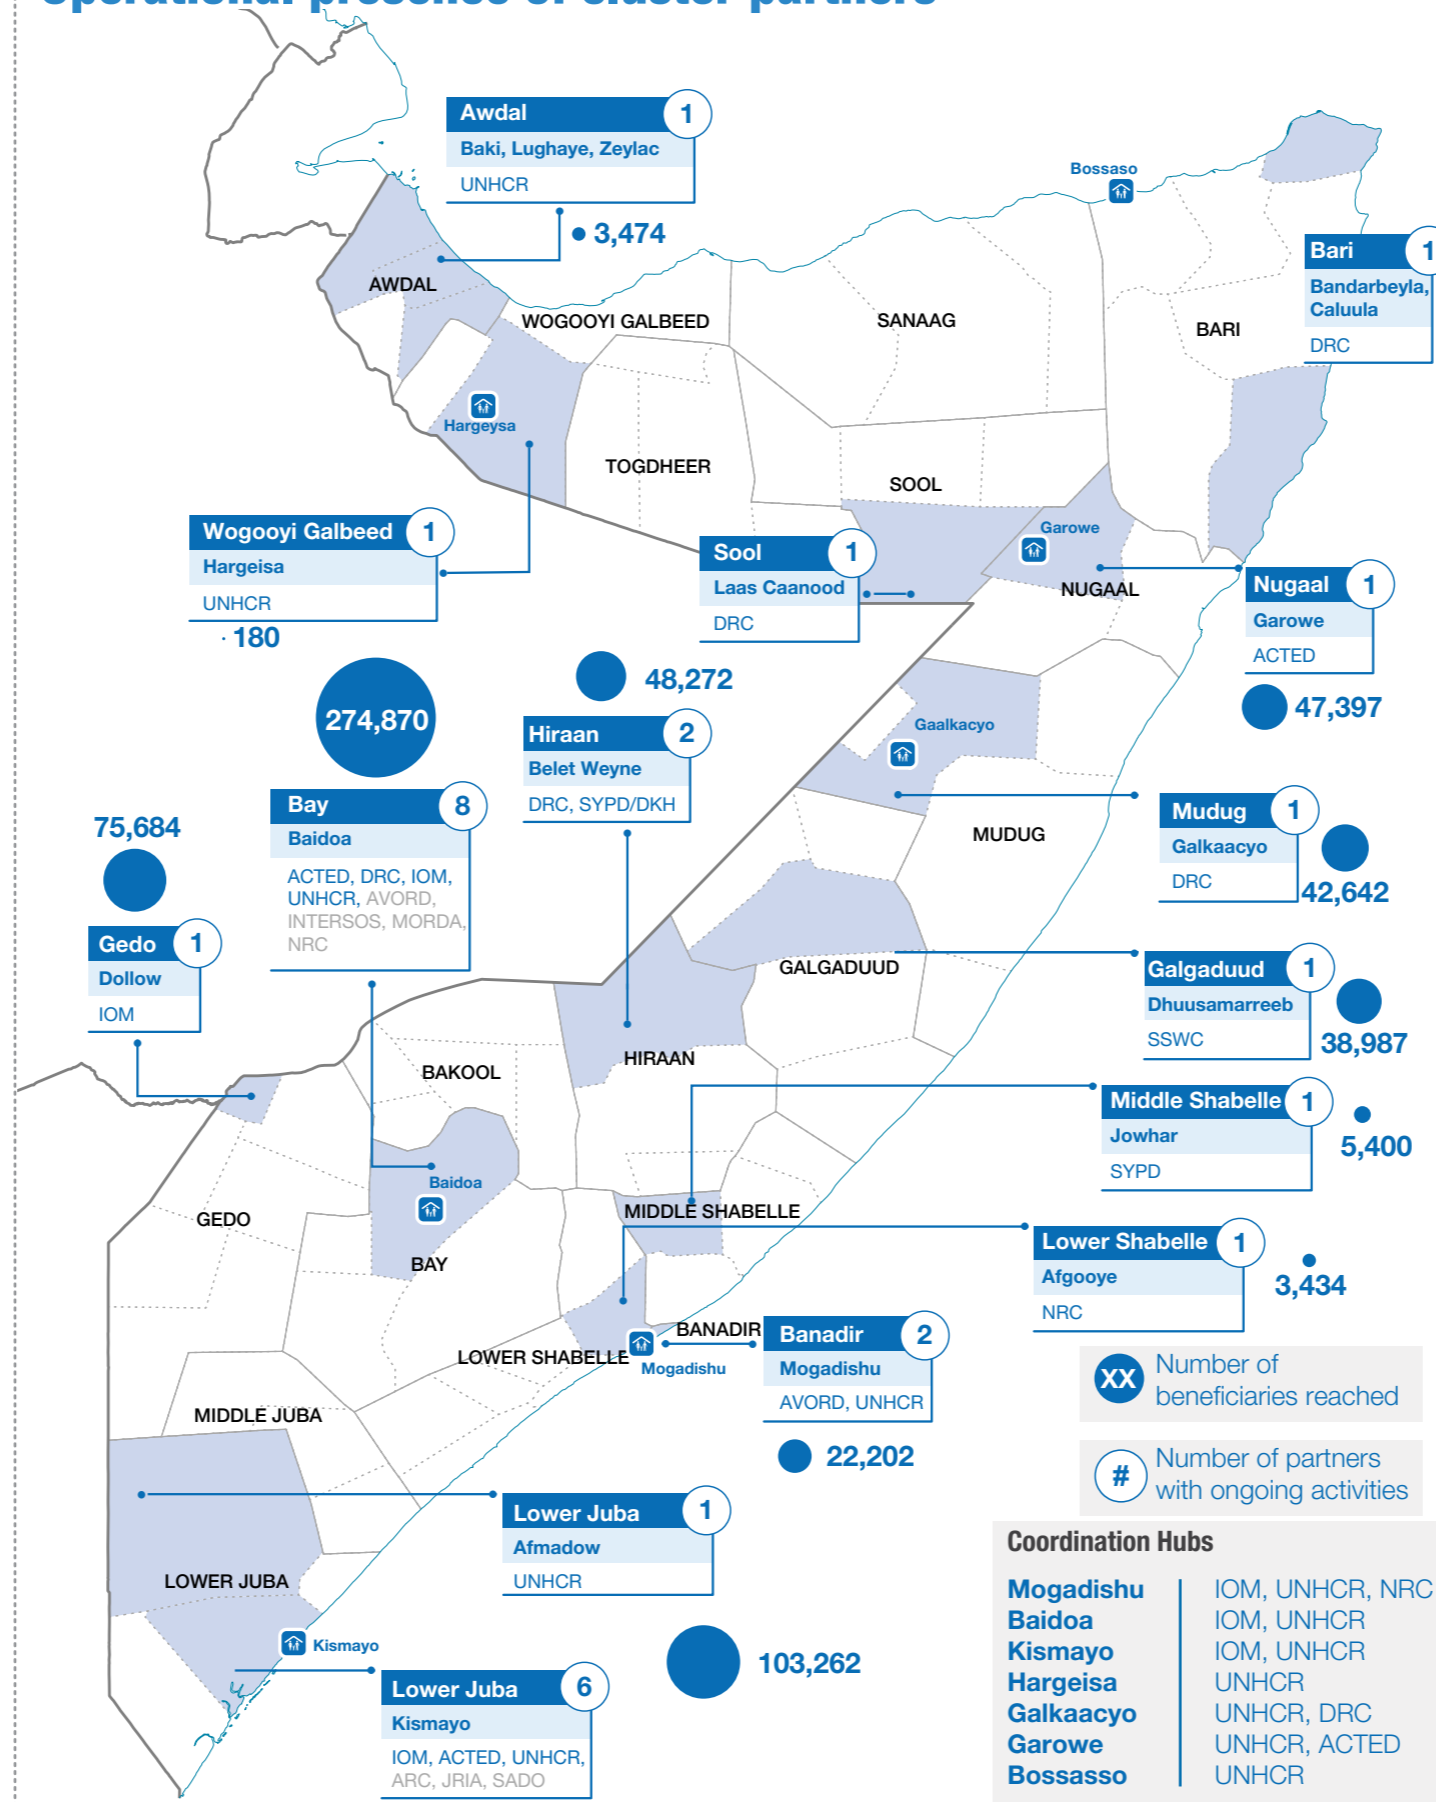 operational presence of cluster partners
Awdal 1
Baki, Lughaye, Zeylac
UNHCR
3,474
Bossaso
Bari 1
Bandarbeyla,
Caluula
DRC
AWDAL
WOGOOYI GALBEED
SANAAG
BARI
Hargeysa
TOGDHEER
SOOL
Garowe
NUGAAL
Wogooyi Galbeed 1
Hargeisa
UNHCR
180
Sool 1
Laas Caanood
DRC
Nugaal 1
Garowe
ACTED
47,397
274,870
48,272
Hiraan 2
Belet Weyne
DRC, SYPD/DKH
Gaalkacyo
Bay 8
Baidoa
ACTED, DRC, IOM,
UNHCR, AVORD,
INTERSOS, MORDA,
NRC
75,684
Gedo 1
Dollow
IOM
MUDUG
Mudug 1
Galkaacyo
DRC
42,642
GALGADUUD
Galgaduud 1
Dhuusamarreeb
SSWC
38,987
HIRAAN
BAKOOL
Middle Shabelle 1
Jowhar
SYPD
5,400
Baidoa
GEDO
BAY
MIDDLE SHABELLE
Lower Shabelle 1
Afgooye
NRC
3,434
BANADIR
LOWER SHABELLE
Mogadishu
Banadir 2
Mogadishu
AVORD, UNHCR
22,202
XX Number of
beneficiaries reached
# Number of partners
with ongoing activities
MIDDLE JUBA
Lower Juba 1
Afmadow
UNHCR
LOWER JUBA
Kismayo
103,262
Lower Juba 6
Kismayo
IOM, ACTED, UNHCR,
ARC, JRIA, SADO
Coordination Hubs
Mogadishu IOM, UNHCR, NRC
Baidoa IOM, UNHCR
Kismayo IOM, UNHCR
Hargeisa UNHCR
Galkaacyo UNHCR, DRC
Garowe UNHCR, ACTED
Bossasso UNHCR